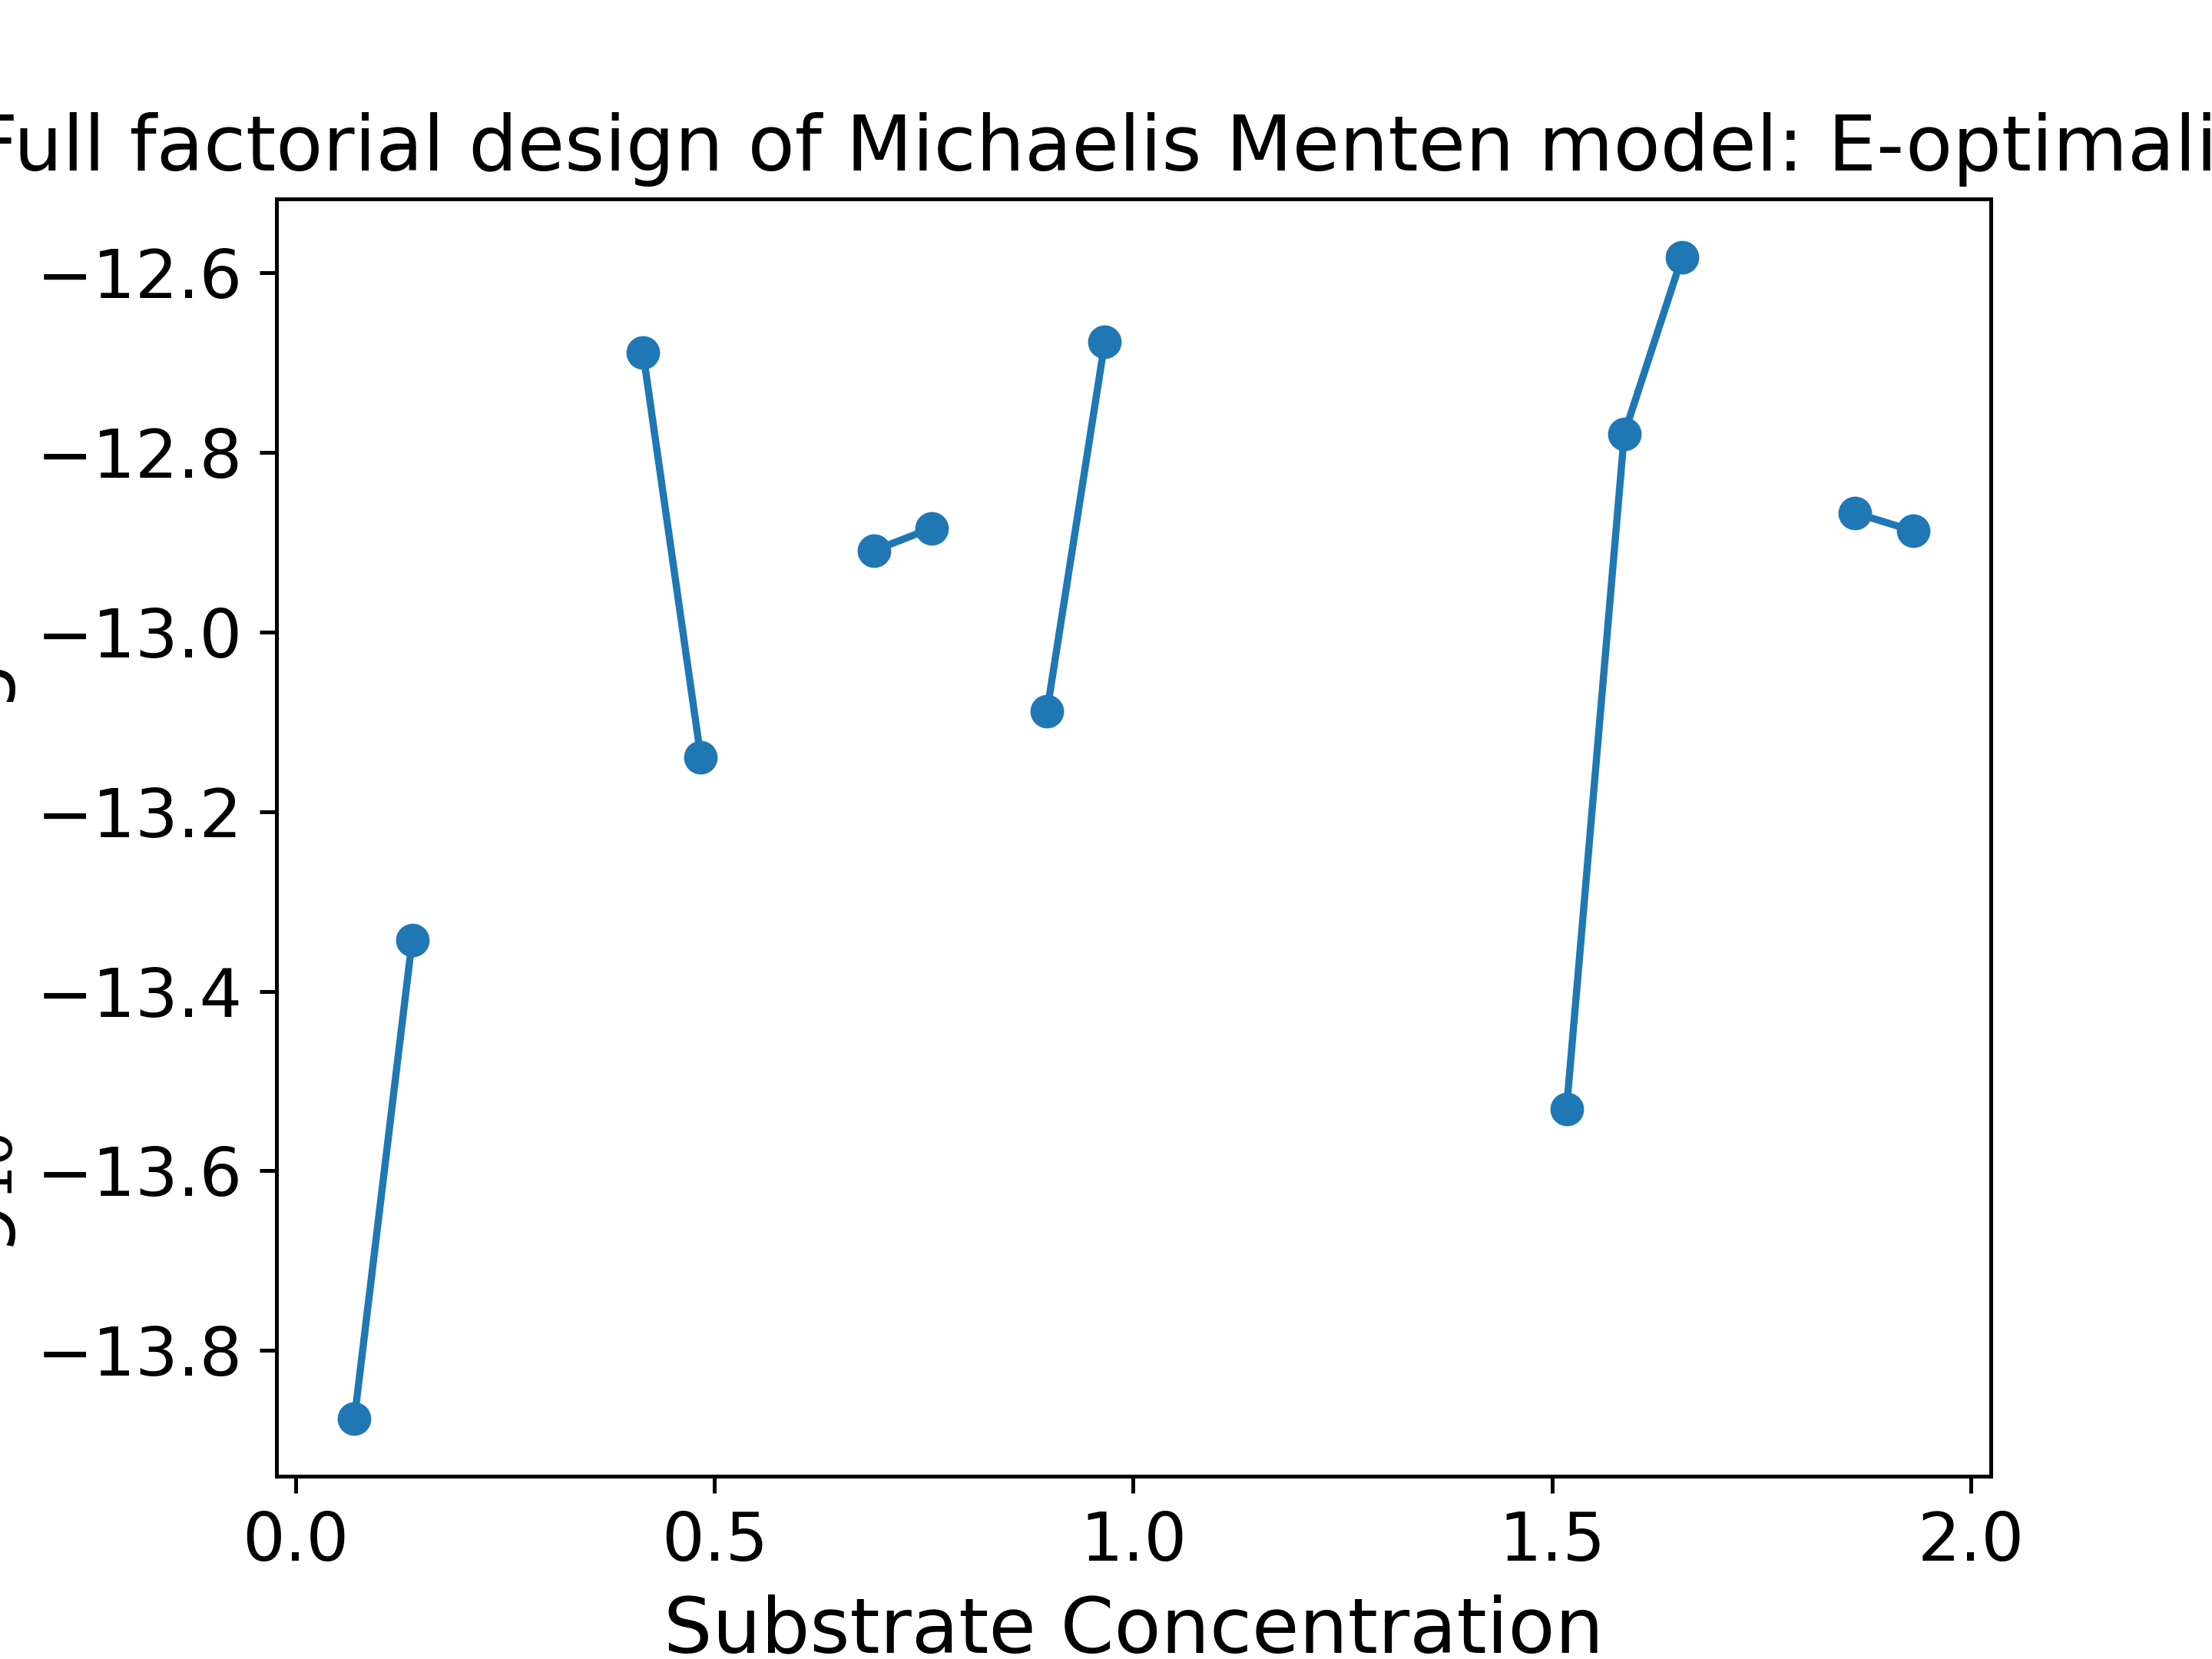 Full factorial design of Michaelis Menten model: E-optimali
−12.6
−12.8
−13.0
−13.2
−13.4
−13.6
−13.8
0.0 0.5 1.0 1.5 2.0
Substrate Concentration